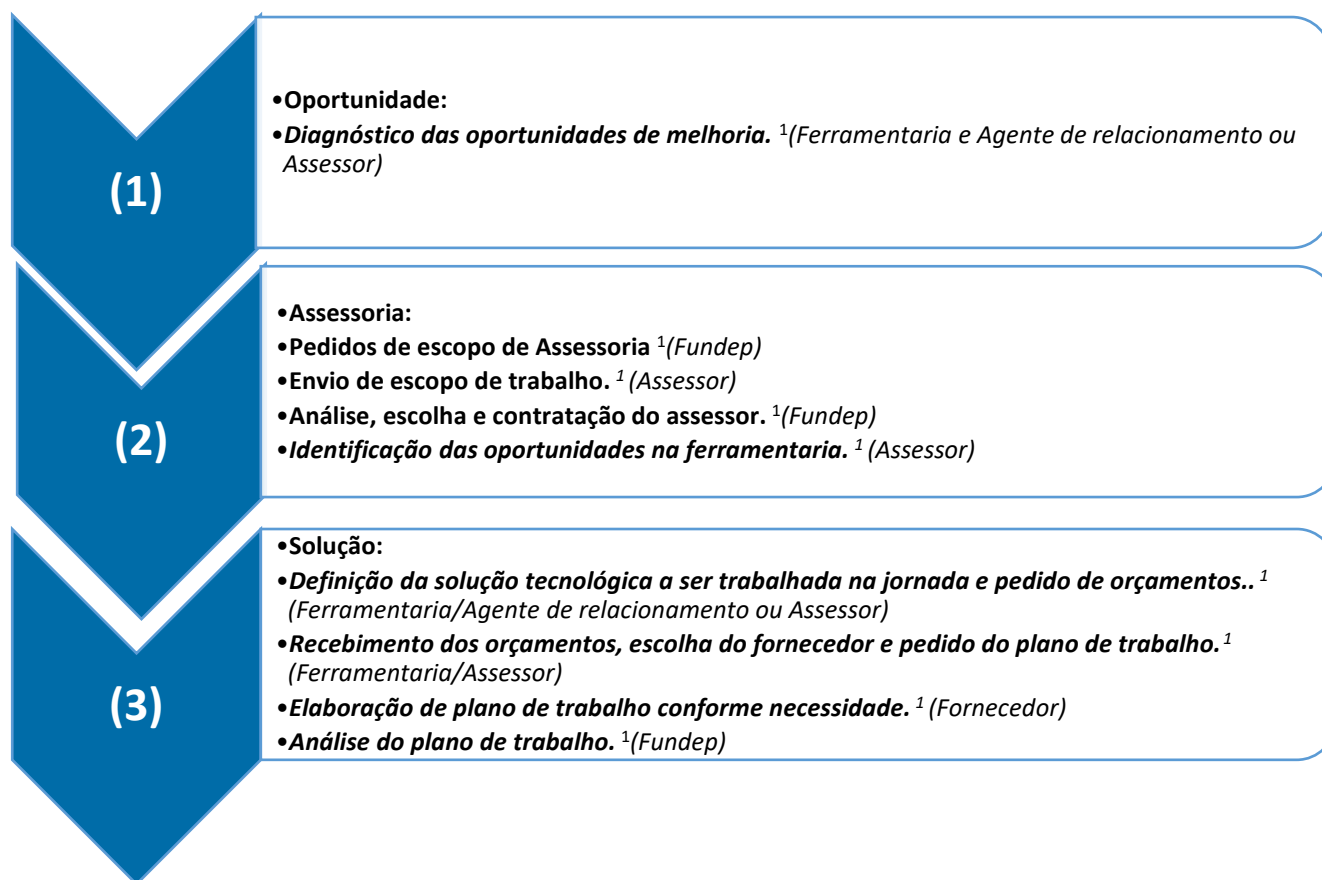 (1)
•Oportunidade:
•Diagnóstico das oportunidades de melhoria. ¹(Ferramentaria e Agente de relacionamento ou
Assessor)
(2)
•Assessoria:
•Pedidos de escopo de Assessoria ¹(Fundep)
•Envio de escopo de trabalho. ¹ (Assessor)
•Análise, escolha e contratação do assessor. ¹(Fundep)
•Identificação das oportunidades na ferramentaria. ¹ (Assessor)
(3)
•Solução:
•Definição da solução tecnológica a ser trabalhada na jornada e pedido de orçamentos.. ¹
(Ferramentaria/Agente de relacionamento ou Assessor)
•Recebimento dos orçamentos, escolha do fornecedor e pedido do plano de trabalho. ¹
(Ferramentaria/Assessor)
•Elaboração de plano de trabalho conforme necessidade. ¹ (Fornecedor)
•Análise do plano de trabalho. ¹(Fundep)